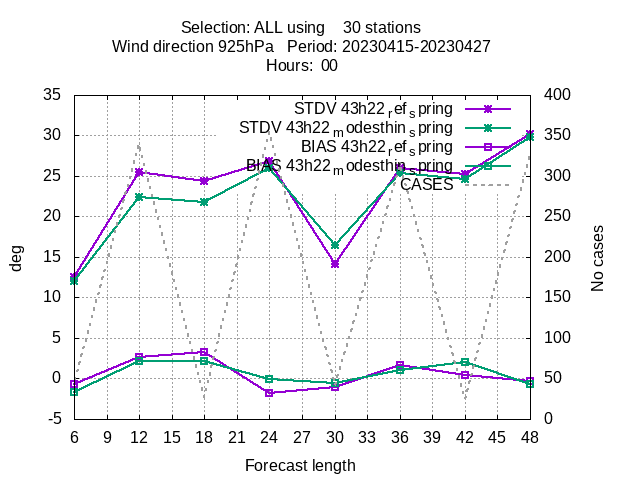 Selection: ALL using    30 stations
Wind direction 925hPa   Period: 20230415-20230427
Hours:  00
35 400
STDV 43h22_ref_spring
STDV 43h22_modesthin_spring
30 350
BIAS 43h22_ref_spring
BIAS 43h22_modesthin_spring
25 300
CASES
20 250
15 200
10 150
5 100
0 50
-5 0
deg
No cases
6 9 12 15 18 21 24 27 30 33 36 39 42 45 48
Forecast length